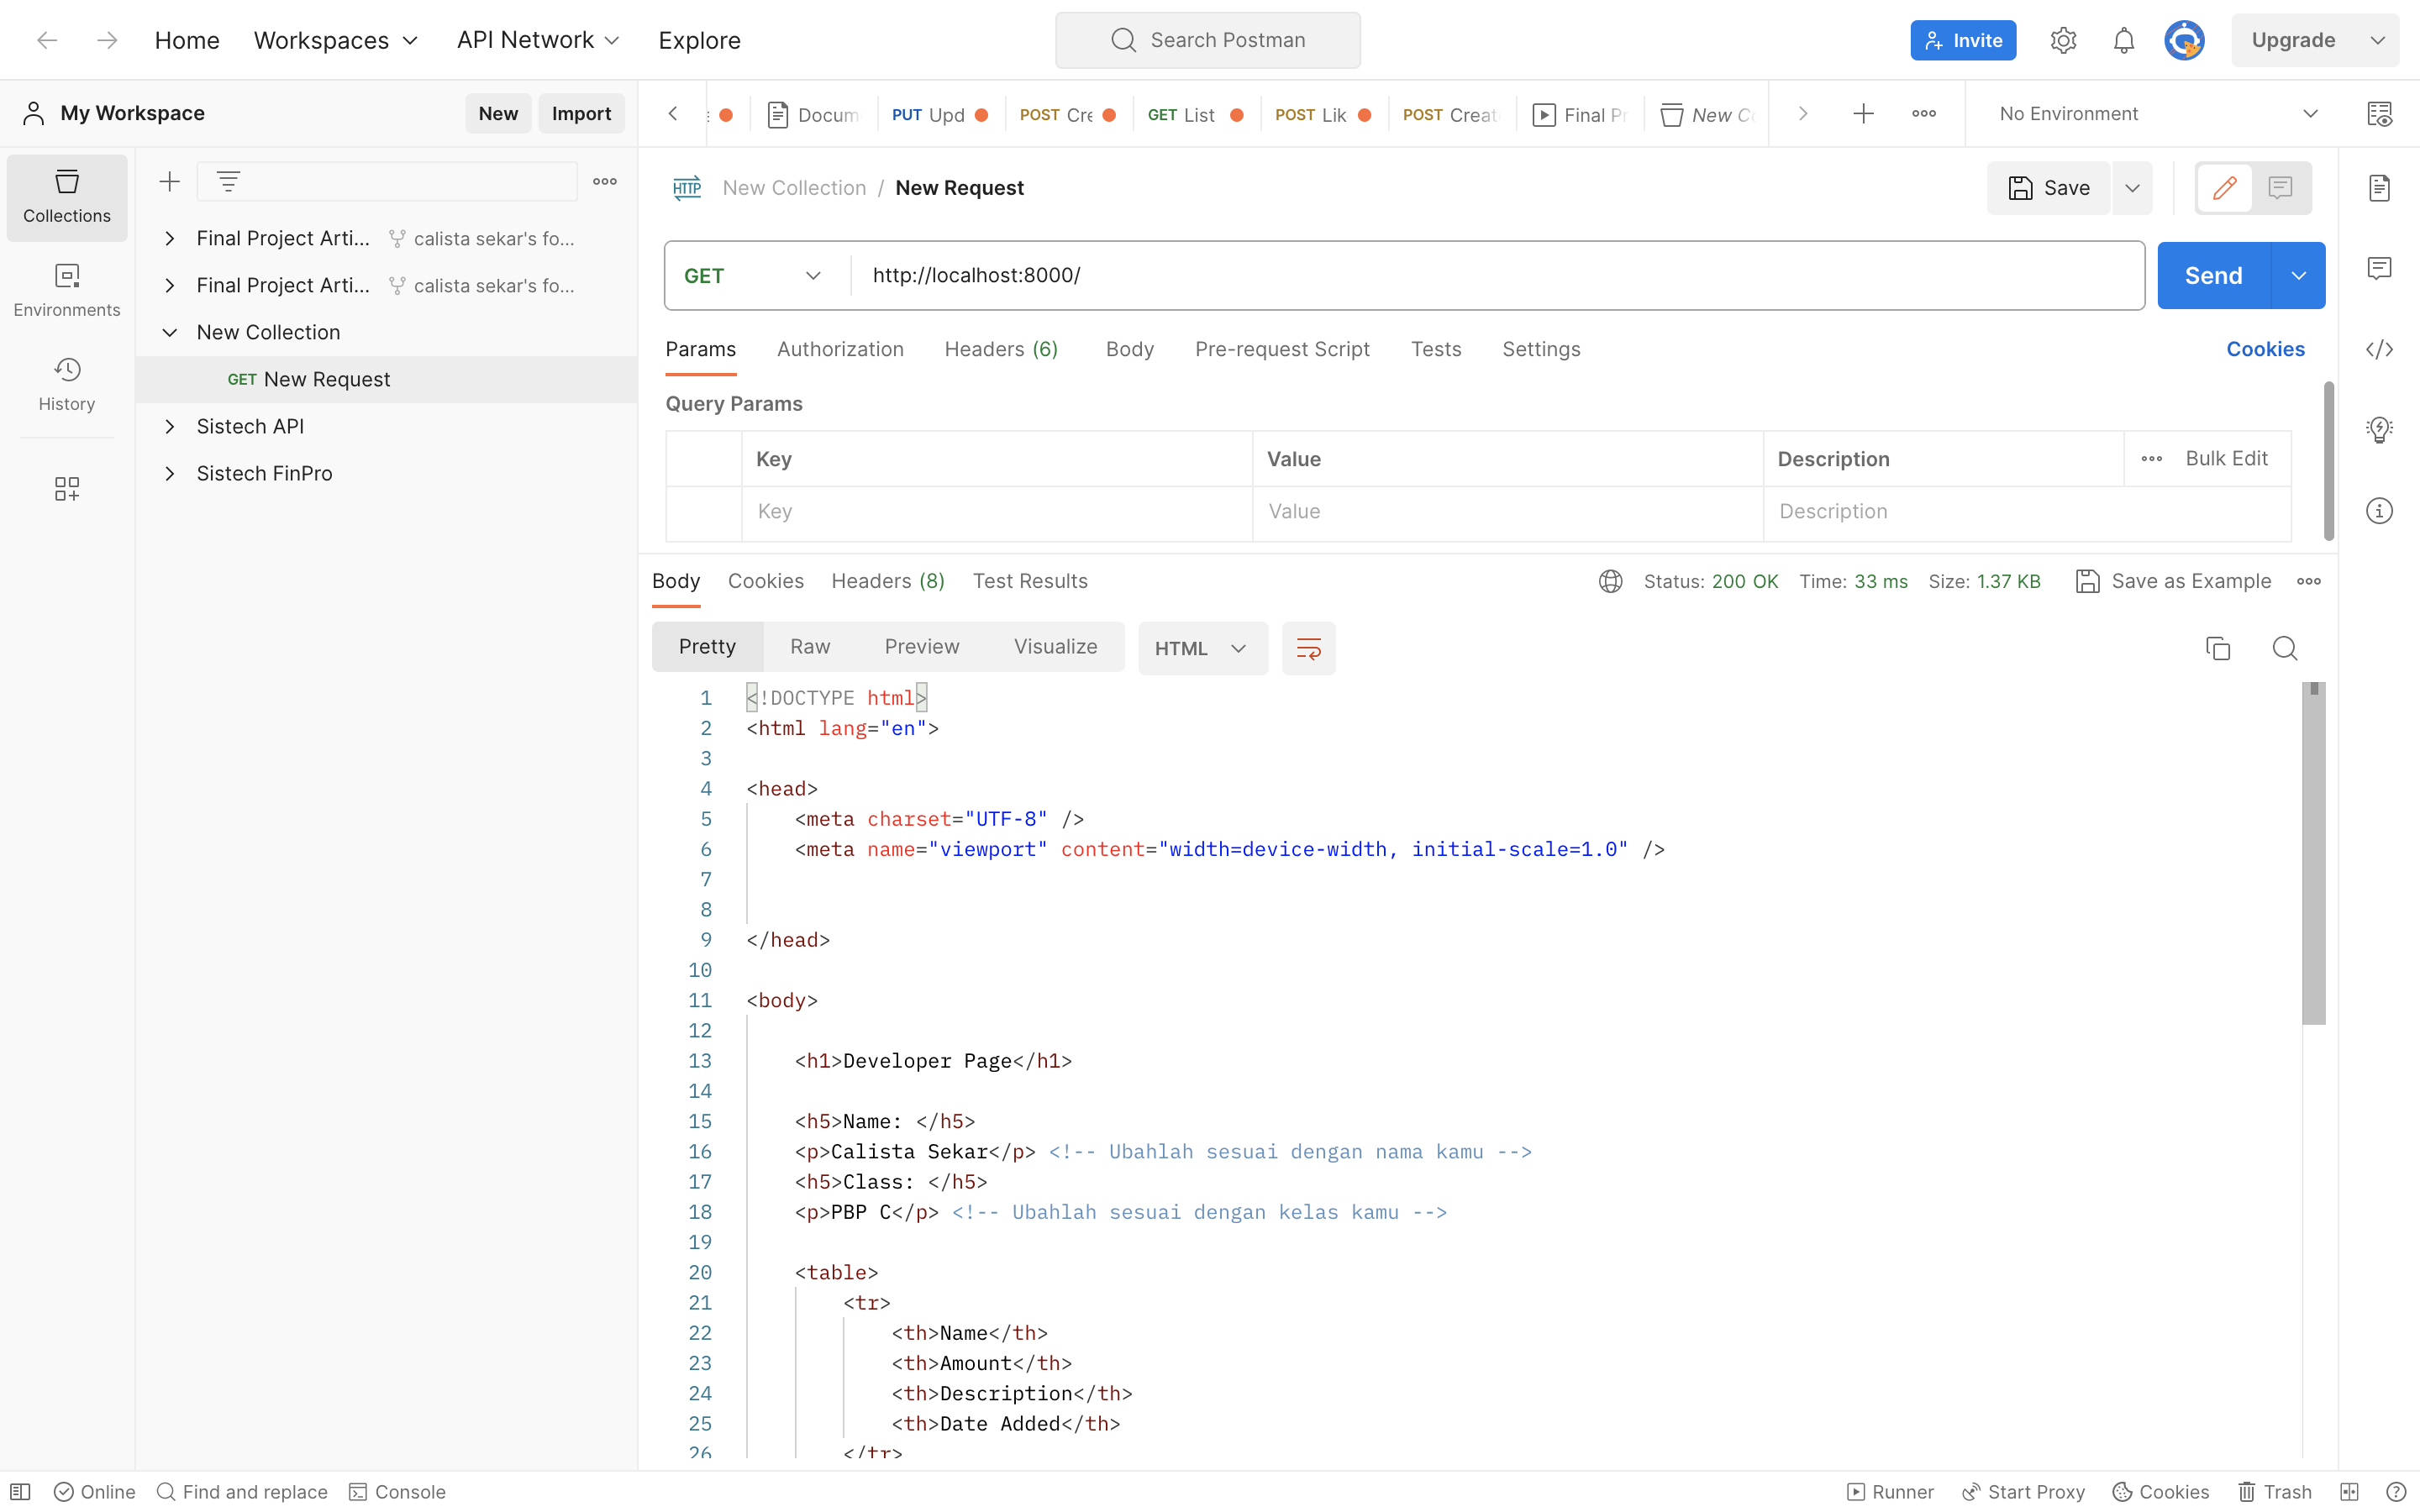 Home Workspaces API Network Explore Search Postman Invite Upgrade
My Workspace New Import
Docum PUT Upd POST Cre GET List POST Lik POST Creat Final Pr New Co No Environment
Collections
Environments
History
Final Project Arti... calista sekar's fo...
Final Project Arti... calista sekar's fo...
New Collection
GET New Request
Sistech API
Sistech FinPro
HTTP New Collection / New Request Save
GET http://localhost:8000/ Send
Params Authorization Headers (6) Body Pre-request Script Tests Settings Cookies
Query Params
Key Value Description Bulk Edit
Key Value Description
Body Cookies Headers (8) Test Results Status: 200 OK Time: 33 ms Size: 1.37 KB Save as Example
Pretty Raw Preview Visualize HTML
1 <!DOCTYPE html>
2 <html lang="en">
3
4 <head>
5 <meta charset="UTF-8" />
6 <meta name="viewport" content="width=device-width, initial-scale=1.0" />
7
8
9 </head>
10
11 <body>
12
13 <h1>Developer Page</h1>
14
15 <h5>Name: </h5>
16 <p>Calista Sekar</p> <!-- Ubahlah sesuai dengan nama kamu -->
17 <h5>Class: </h5>
18 <p>PBP C</p> <!-- Ubahlah sesuai dengan kelas kamu -->
19
20 <table>
21 <tr>
22 <th>Name</th>
23 <th>Amount</th>
24 <th>Description</th>
25 <th>Date Added</th>
26 </tr>
Online Find and replace Console Runner Start Proxy Cookies Trash